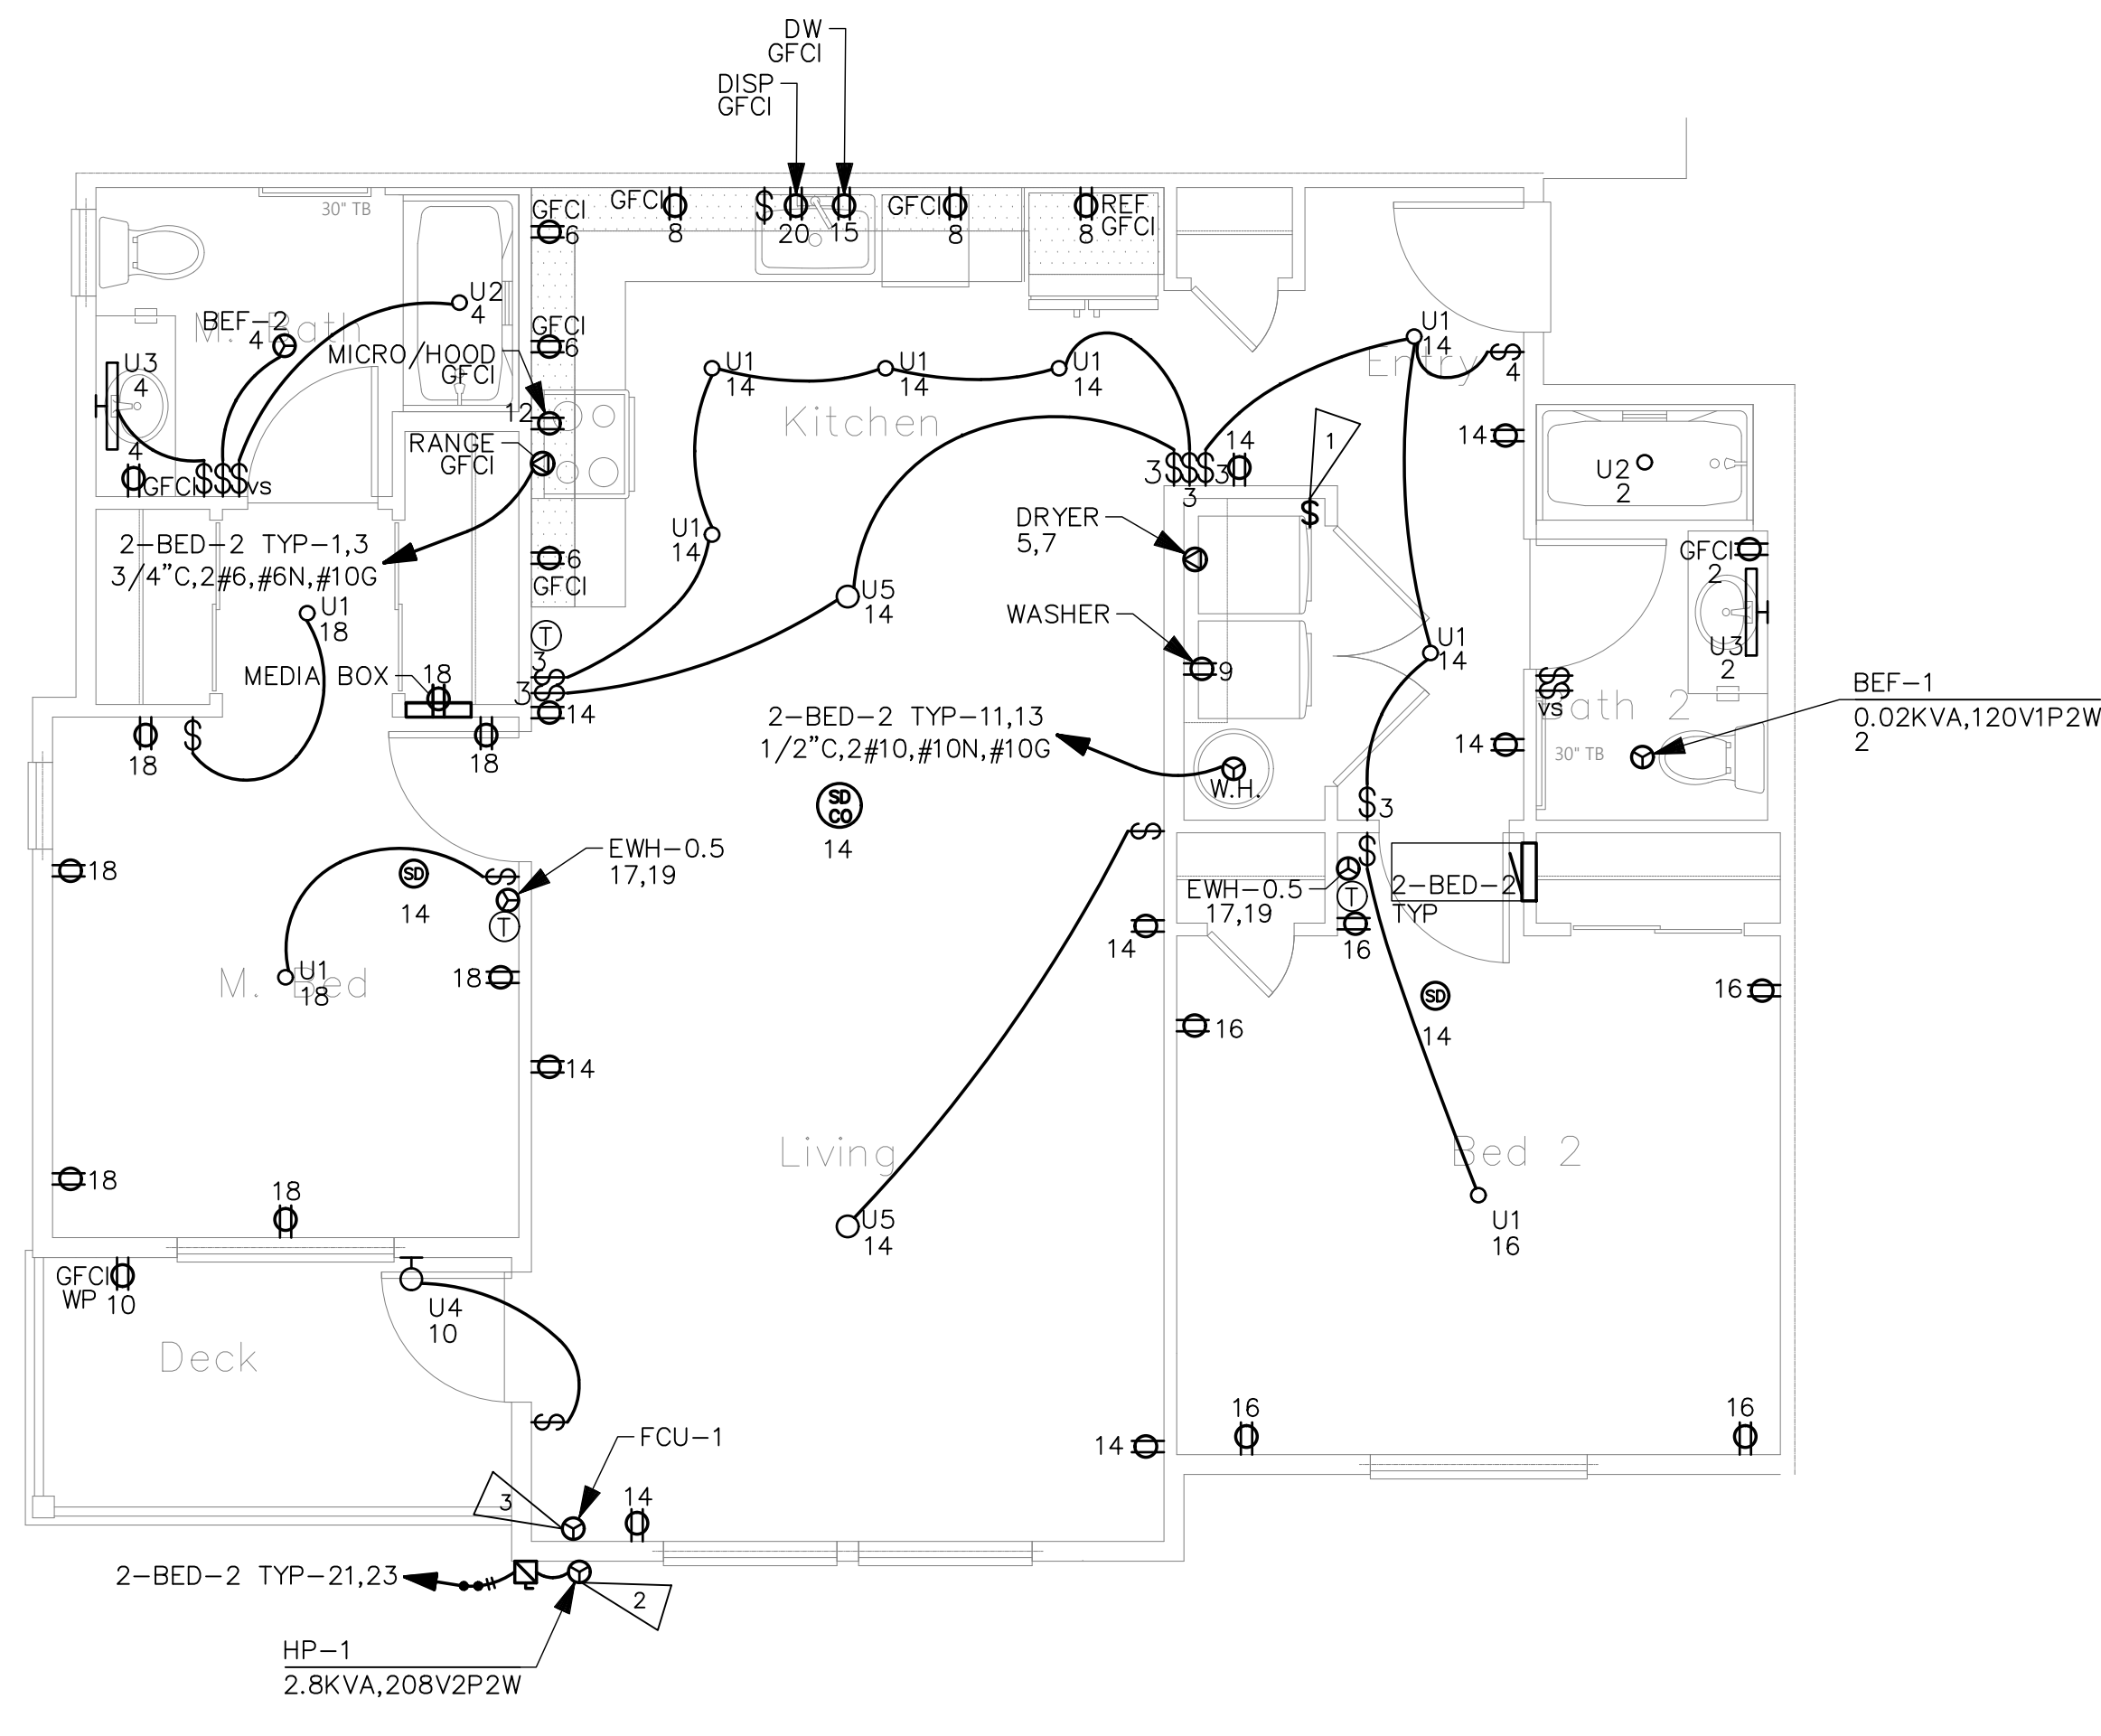 DW
GFCI
DISP
GFCI
30" TB
GFCI
6
GFCI
8
$
20
15
GFCI
8
8
REF
GFCI
M. Bath
BEF-2
4
U2
4
U3
4
4
GFCI
$$$vs
GFCI
6
MICRO/HOOD
GFCI
12
RANGE
GFCI
U1
14
U1
14
U1
14
Kitchen
U1
14
Entry
$
4
14
3$$$3
3
14
1
$
U2
2
2-BED-2 TYP-1,3
3/4"C,2#6,#6N,#10G
6
GFCI
U1
14
DRYER
5,7
GFCI
2
U1
18
U5
14
T
WASHER
9
U1
14
U3
2
MEDIA BOX
18
3
$
3$
14
$
18
18
2-BED-2 TYP-11,13
1/2"C,2#10,#10N,#10G
W.H.
14
$
$
vs
Bath 2
30" TB
BEF-1
0.02KVA,120V1P2W
2
SD
CO
14
$
$3
$
18
SD
14
$
EWH-0.5
17,19
T
EWH-0.5
17,19
T
2-BED-2
TYP
14
16
M. Bed
U1
18
18
SD
14
16
16
14
Living
Bed 2
18
18
U5
14
U1
16
GFCI
WP
10
U4
10
Deck
$
FCU-1
14
16
16
3
14
2-BED-2 TYP-21,23
2
HP-1
2.8KVA,208V2P2W